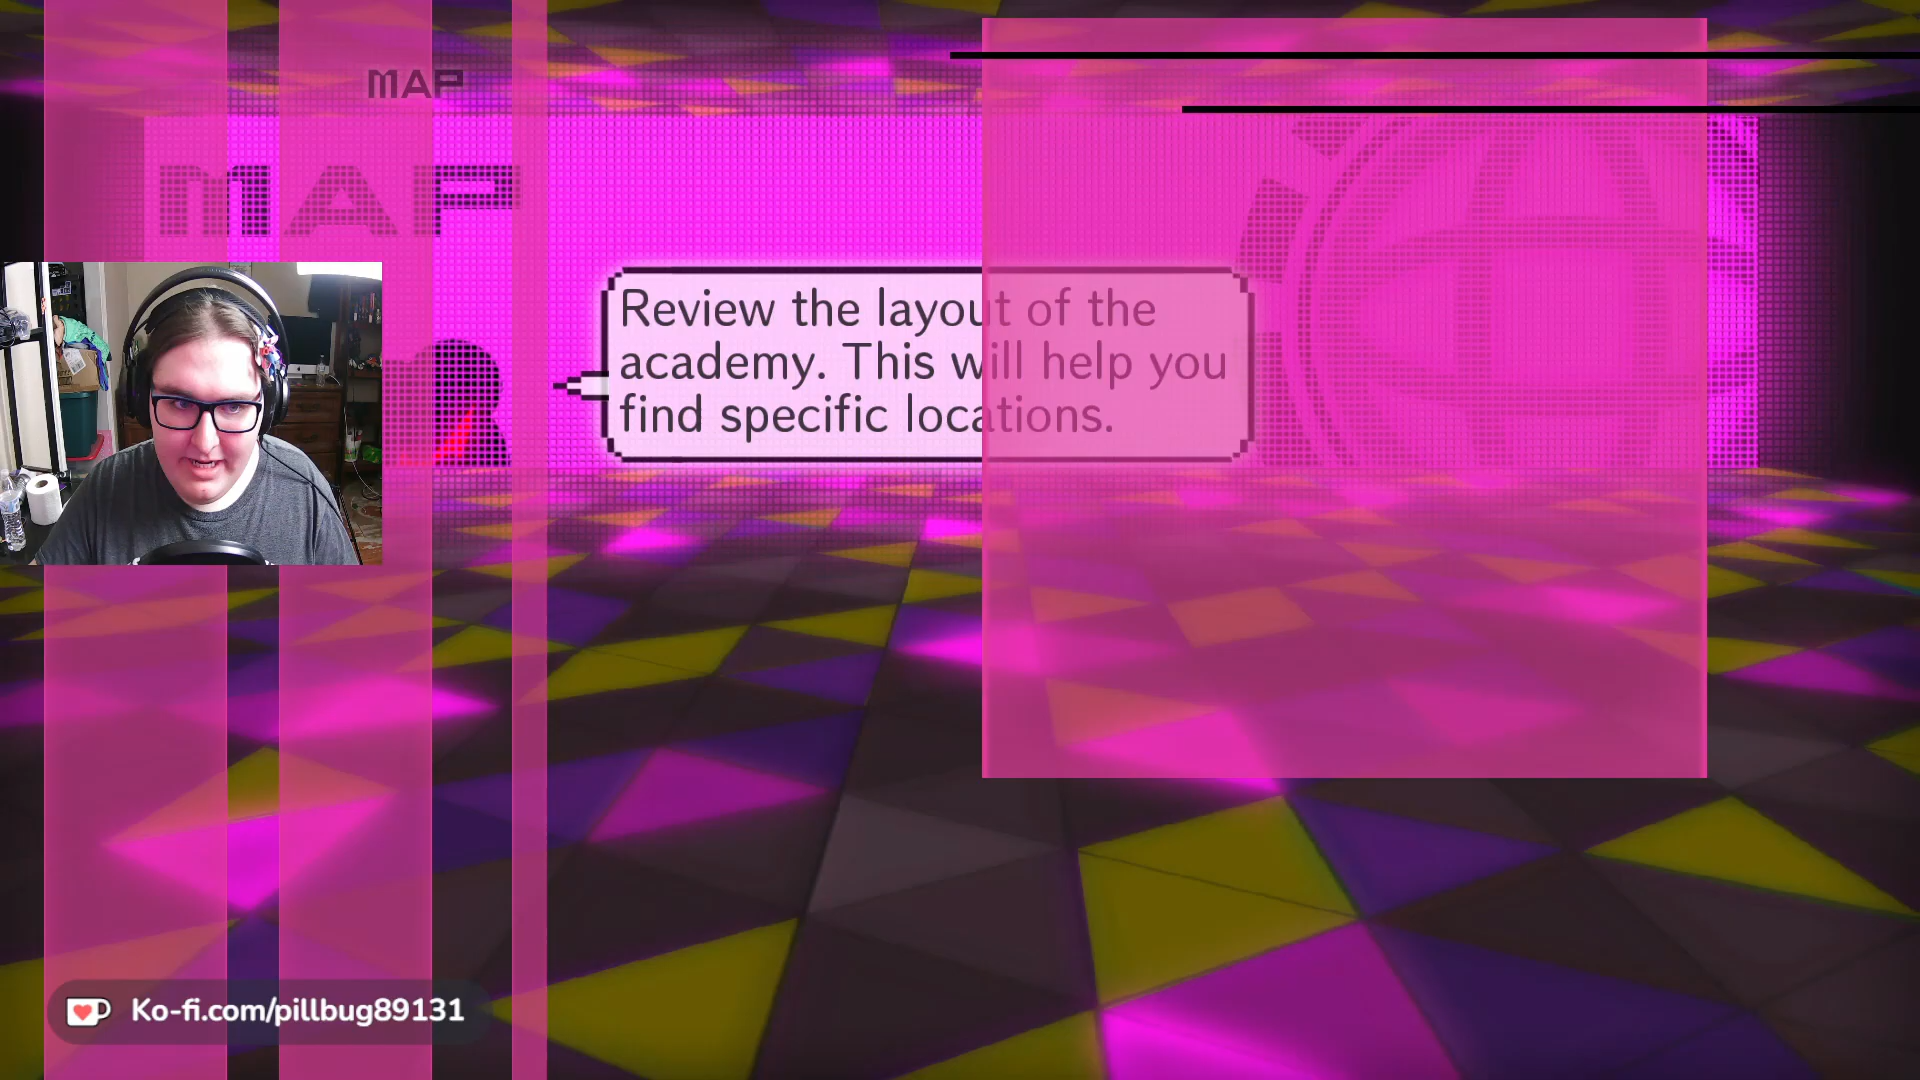 MAP
MAP
Review the layout of the
academy. This will help you
find specific locations.
Ko-fi.com/pillbug89131